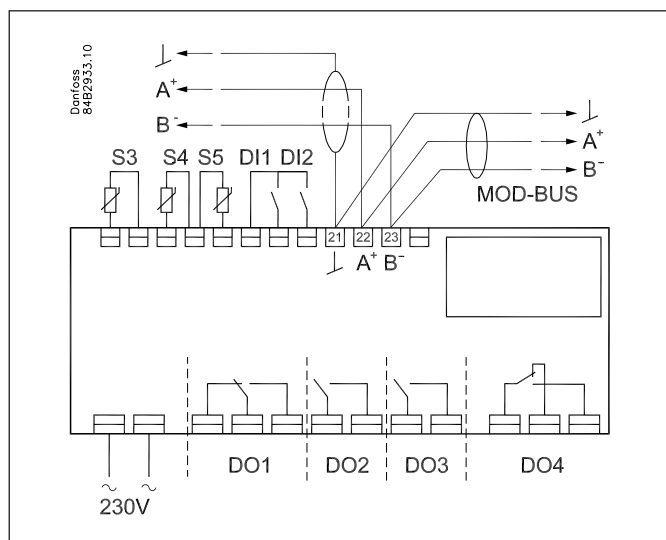 Danfoss
84B2933.10
⊥
A⁺
B⁻
⊥
A⁺
B⁻
MOD-BUS
S3 S4 S5 DI1 DI2
21 22 23
⊥ A⁺ B⁻
DO1 DO2 DO3 DO4
~ ~
230V